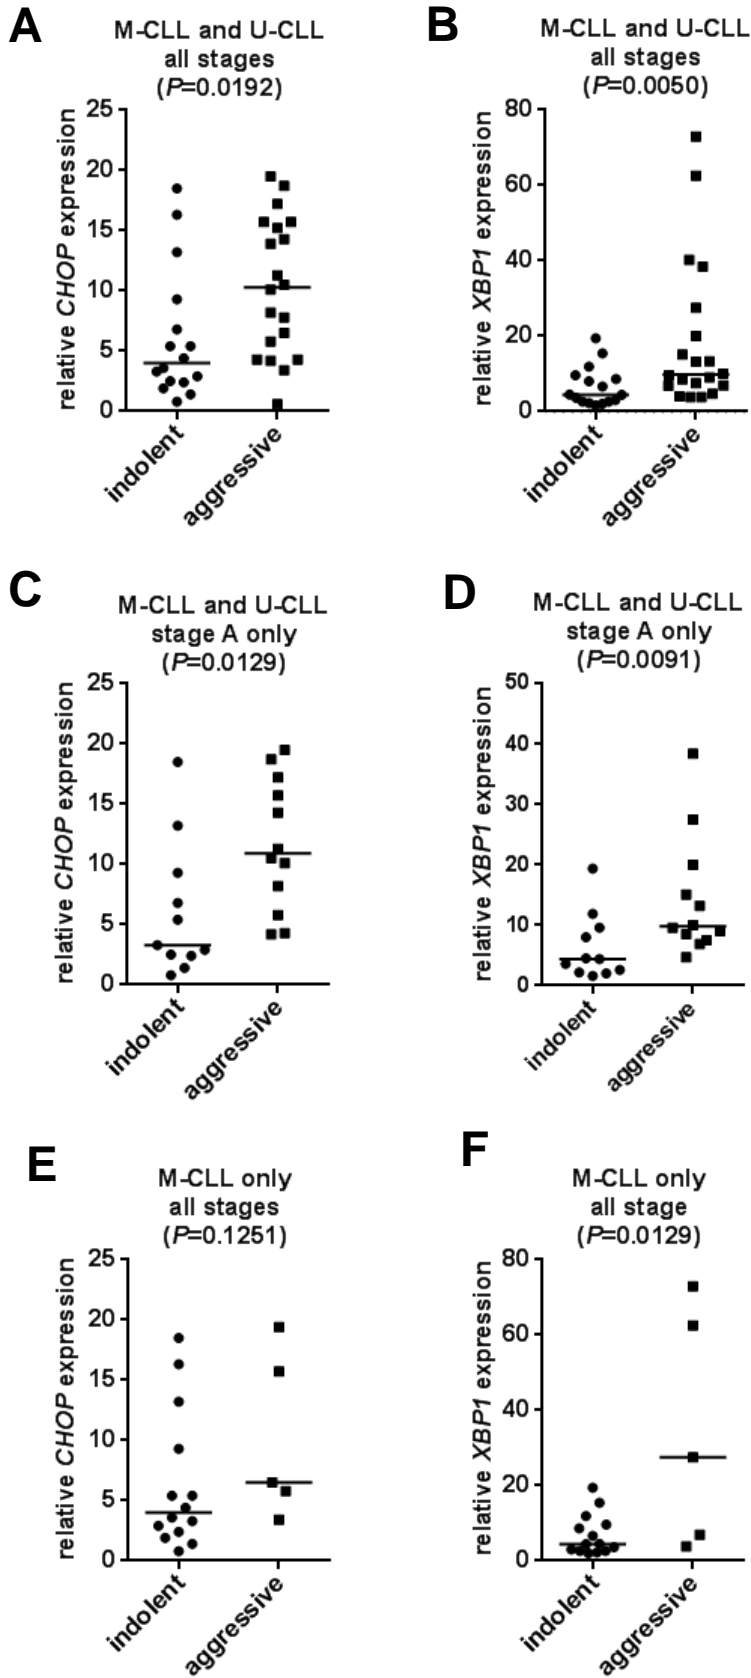 A
M-CLL and U-CLL
all stages
(P=0.0192)
relative CHOP expression
25
20
15
10
5
0
indolent
aggressive
B
M-CLL and U-CLL
all stages
(P=0.0050)
relative XBP1 expression
80
60
40
20
0
indolent
aggressive
C
M-CLL and U-CLL
stage A only
(P=0.0129)
relative CHOP expression
25
20
15
10
5
0
indolent
aggressive
D
M-CLL and U-CLL
stage A only
(P=0.0091)
relative XBP1 expression
50
40
30
20
10
0
indolent
aggressive
E
M-CLL only
all stages
(P=0.1251)
relative CHOP expression
25
20
15
10
5
0
indolent
aggressive
F
M-CLL only
all stage
(P=0.0129)
relative XBP1 expression
80
60
40
20
0
indolent
aggressive